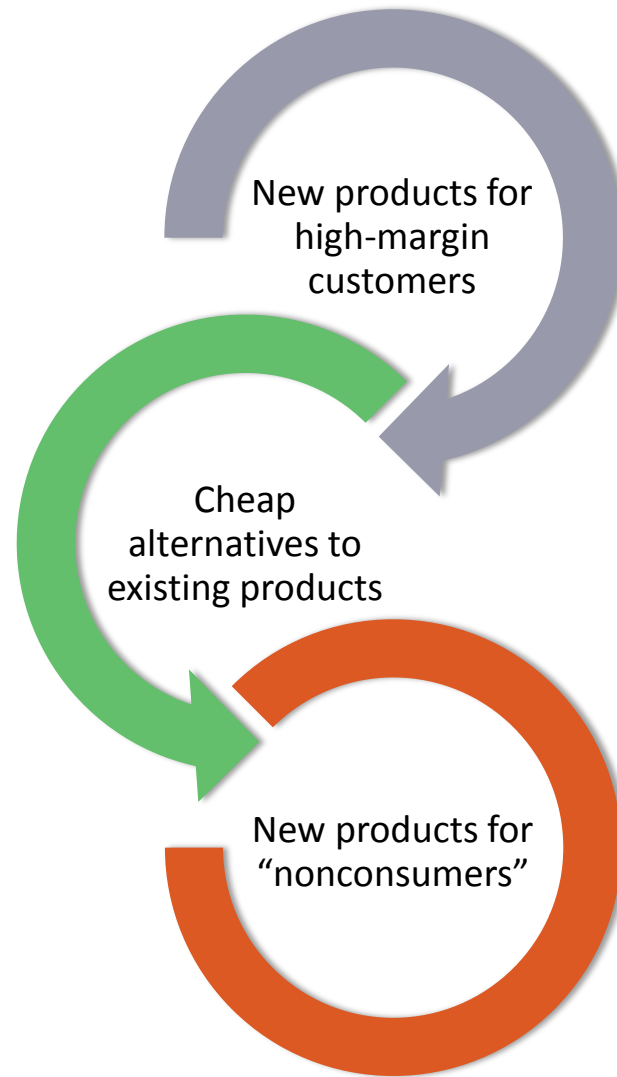 New products for
high-margin
customers
Cheap
alternatives to
existing products
New products for
“nonconsumers”